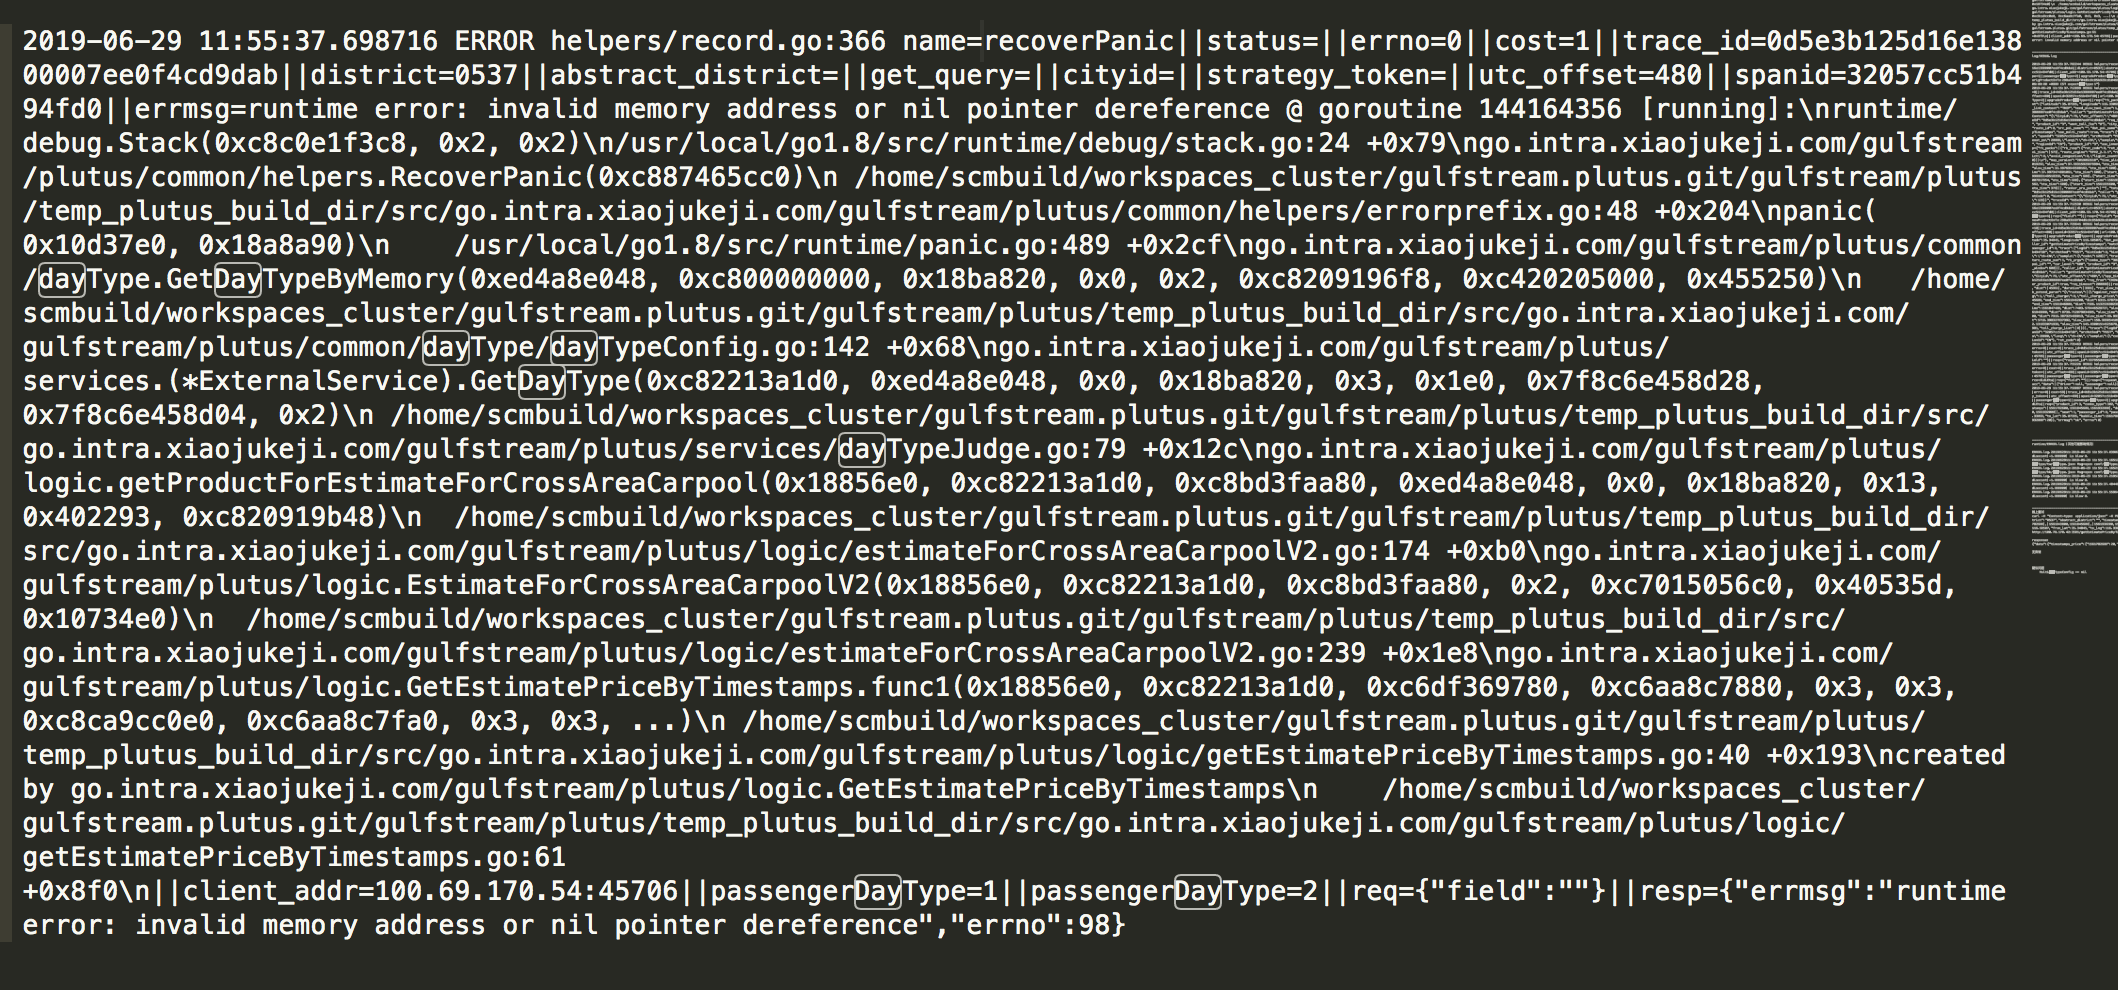 2019-06-29 11:55:37.698716 ERROR helpers/record.go:366 name=recoverPanic||status=||errno=0||cost=1||trace_id=0d5e3b125d16e138
00007ee0f4cd9dab||district=0537||abstract_district=||get_query=||cityid=||strategy_token=||utc_offset=480||spanid=32057cc51b4
94fd0||errmsg=runtime error: invalid memory address or nil pointer dereference @ goroutine 144164356 [running]:\nruntime/
debug.Stack(0xc8c0e1f3c8, 0x2, 0x2)\n/usr/local/go1.8/src/runtime/debug/stack.go:24 +0x79\ngo.intra.xiaojukeji.com/gulfstream
/plutus/common/helpers.RecoverPanic(0xc887465cc0)\n /home/scmbuild/workspaces_cluster/gulfstream.plutus.git/gulfstream/plutus
/temp_plutus_build_dir/src/go.intra.xiaojukeji.com/gulfstream/plutus/common/helpers/errorprefix.go:48 +0x204\npanic(
0x10d37e0, 0x18a8a90)\n    /usr/local/go1.8/src/runtime/panic.go:489 +0x2cf\ngo.intra.xiaojukeji.com/gulfstream/plutus/common
/dayType.GetDayTypeByMemory(0xed4a8e048, 0xc800000000, 0x18ba820, 0x0, 0x2, 0xc8209196f8, 0xc420205000, 0x455250)\n   /home/
scmbuild/workspaces_cluster/gulfstream.plutus.git/gulfstream/plutus/temp_plutus_build_dir/src/go.intra.xiaojukeji.com/
gulfstream/plutus/common/dayType/dayTypeConfig.go:142 +0x68\ngo.intra.xiaojukeji.com/gulfstream/plutus/
services.(*ExternalService).GetDayType(0xc82213a1d0, 0xed4a8e048, 0x0, 0x18ba820, 0x3, 0x1e0, 0x7f8c6e458d28,
0x7f8c6e458d04, 0x2)\n /home/scmbuild/workspaces_cluster/gulfstream.plutus.git/gulfstream/plutus/temp_plutus_build_dir/src/
go.intra.xiaojukeji.com/gulfstream/plutus/services/dayTypeJudge.go:79 +0x12c\ngo.intra.xiaojukeji.com/gulfstream/plutus/
logic.getProductForEstimateForCrossAreaCarpool(0x18856e0, 0xc82213a1d0, 0xc8bd3faa80, 0xed4a8e048, 0x0, 0x18ba820, 0x13,
0x402293, 0xc820919b48)\n  /home/scmbuild/workspaces_cluster/gulfstream.plutus.git/gulfstream/plutus/temp_plutus_build_dir/
src/go.intra.xiaojukeji.com/gulfstream/plutus/logic/estimateForCrossAreaCarpoolV2.go:174 +0xb0\ngo.intra.xiaojukeji.com/
gulfstream/plutus/logic.EstimateForCrossAreaCarpoolV2(0x18856e0, 0xc82213a1d0, 0xc8bd3faa80, 0x2, 0xc7015056c0, 0x40535d,
0x10734e0)\n  /home/scmbuild/workspaces_cluster/gulfstream.plutus.git/gulfstream/plutus/temp_plutus_build_dir/src/
go.intra.xiaojukeji.com/gulfstream/plutus/logic/estimateForCrossAreaCarpoolV2.go:239 +0x1e8\ngo.intra.xiaojukeji.com/
gulfstream/plutus/logic.GetEstimatePriceByTimestamps.func1(0x18856e0, 0xc82213a1d0, 0xc6df369780, 0xc6aa8c7880, 0x3, 0x3,
0xc8ca9cc0e0, 0xc6aa8c7fa0, 0x3, 0x3, ...)\n /home/scmbuild/workspaces_cluster/gulfstream.plutus.git/gulfstream/plutus/
temp_plutus_build_dir/src/go.intra.xiaojukeji.com/gulfstream/plutus/logic/getEstimatePriceByTimestamps.go:40 +0x193\ncreated
by go.intra.xiaojukeji.com/gulfstream/plutus/logic.GetEstimatePriceByTimestamps\n    /home/scmbuild/workspaces_cluster/
gulfstream.plutus.git/gulfstream/plutus/temp_plutus_build_dir/src/go.intra.xiaojukeji.com/gulfstream/plutus/logic/
getEstimatePriceByTimestamps.go:61
+0x8f0\n||client_addr=100.69.170.54:45706||passengerDayType=1||passengerDayType=2||req={"field":""}||resp={"errmsg":"runtime
error: invalid memory address or nil pointer dereference","errno":98}